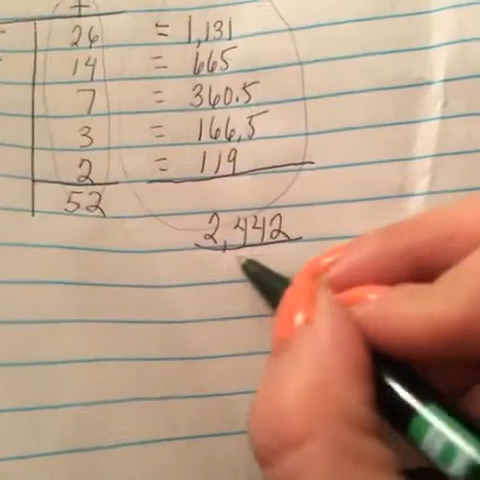 f
26 = 1,131
14 = 665
7 = 360.5
3 = 166.5
2 = 119
52
2,442